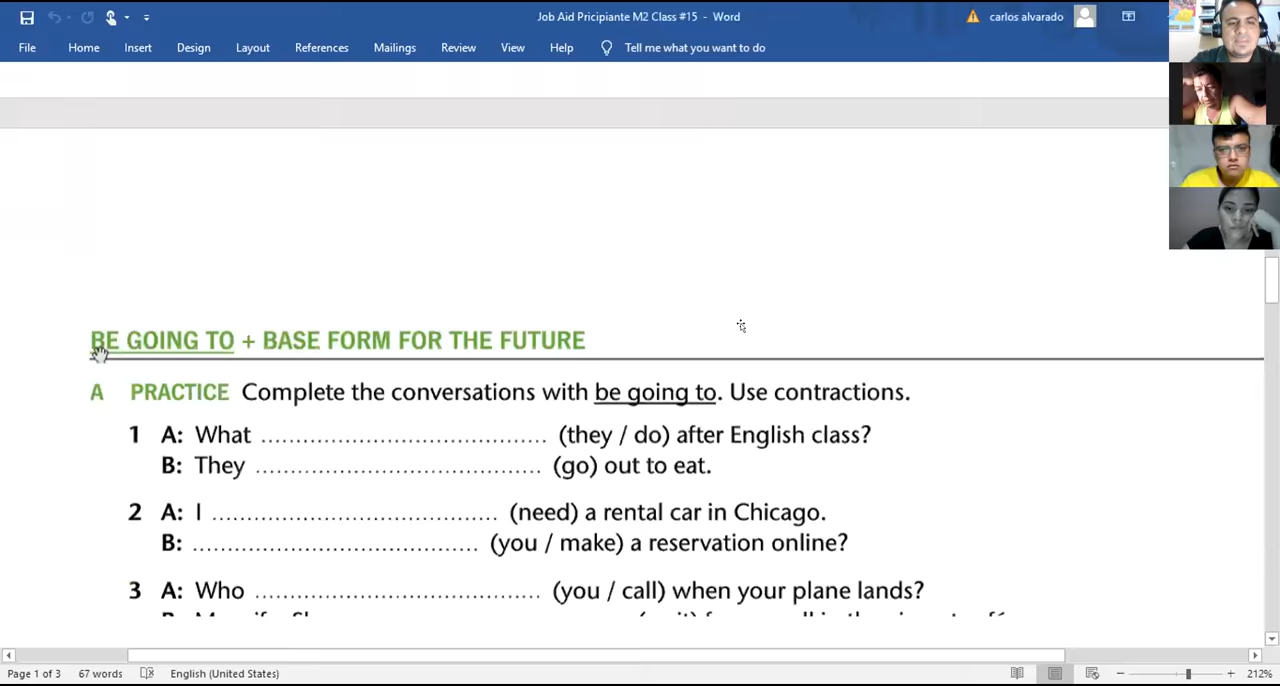 Job Aid Pricipiante M2 Class #15 - Word
carlos alvarado
File Home Insert Design Layout References Mailings Review View Help Tell me what you want to do
BE GOING TO + BASE FORM FOR THE FUTURE
A PRACTICE Complete the conversations with be going to. Use contractions.
1 A: What ........................................ (they / do) after English class?
B: They ........................................ (go) out to eat.
2 A: I ........................................ (need) a rental car in Chicago.
B: ........................................ (you / make) a reservation online?
3 A: Who ........................................ (you / call) when your plane lands?
Page 1 of 3 67 words English (United States) 212%